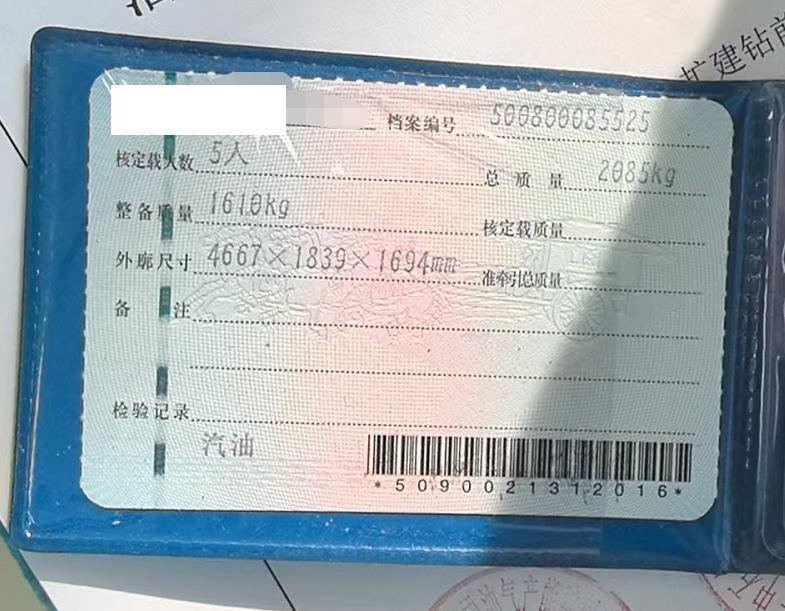 扩建钻前
档案编号 500800085525
核定载人数 5人 总质量 2085kg
整备质量 1610kg 核定载质量
外廓尺寸 4667×1839×1694mm 准牵引总质量
备注
检验记录
汽油
*5090021312016*